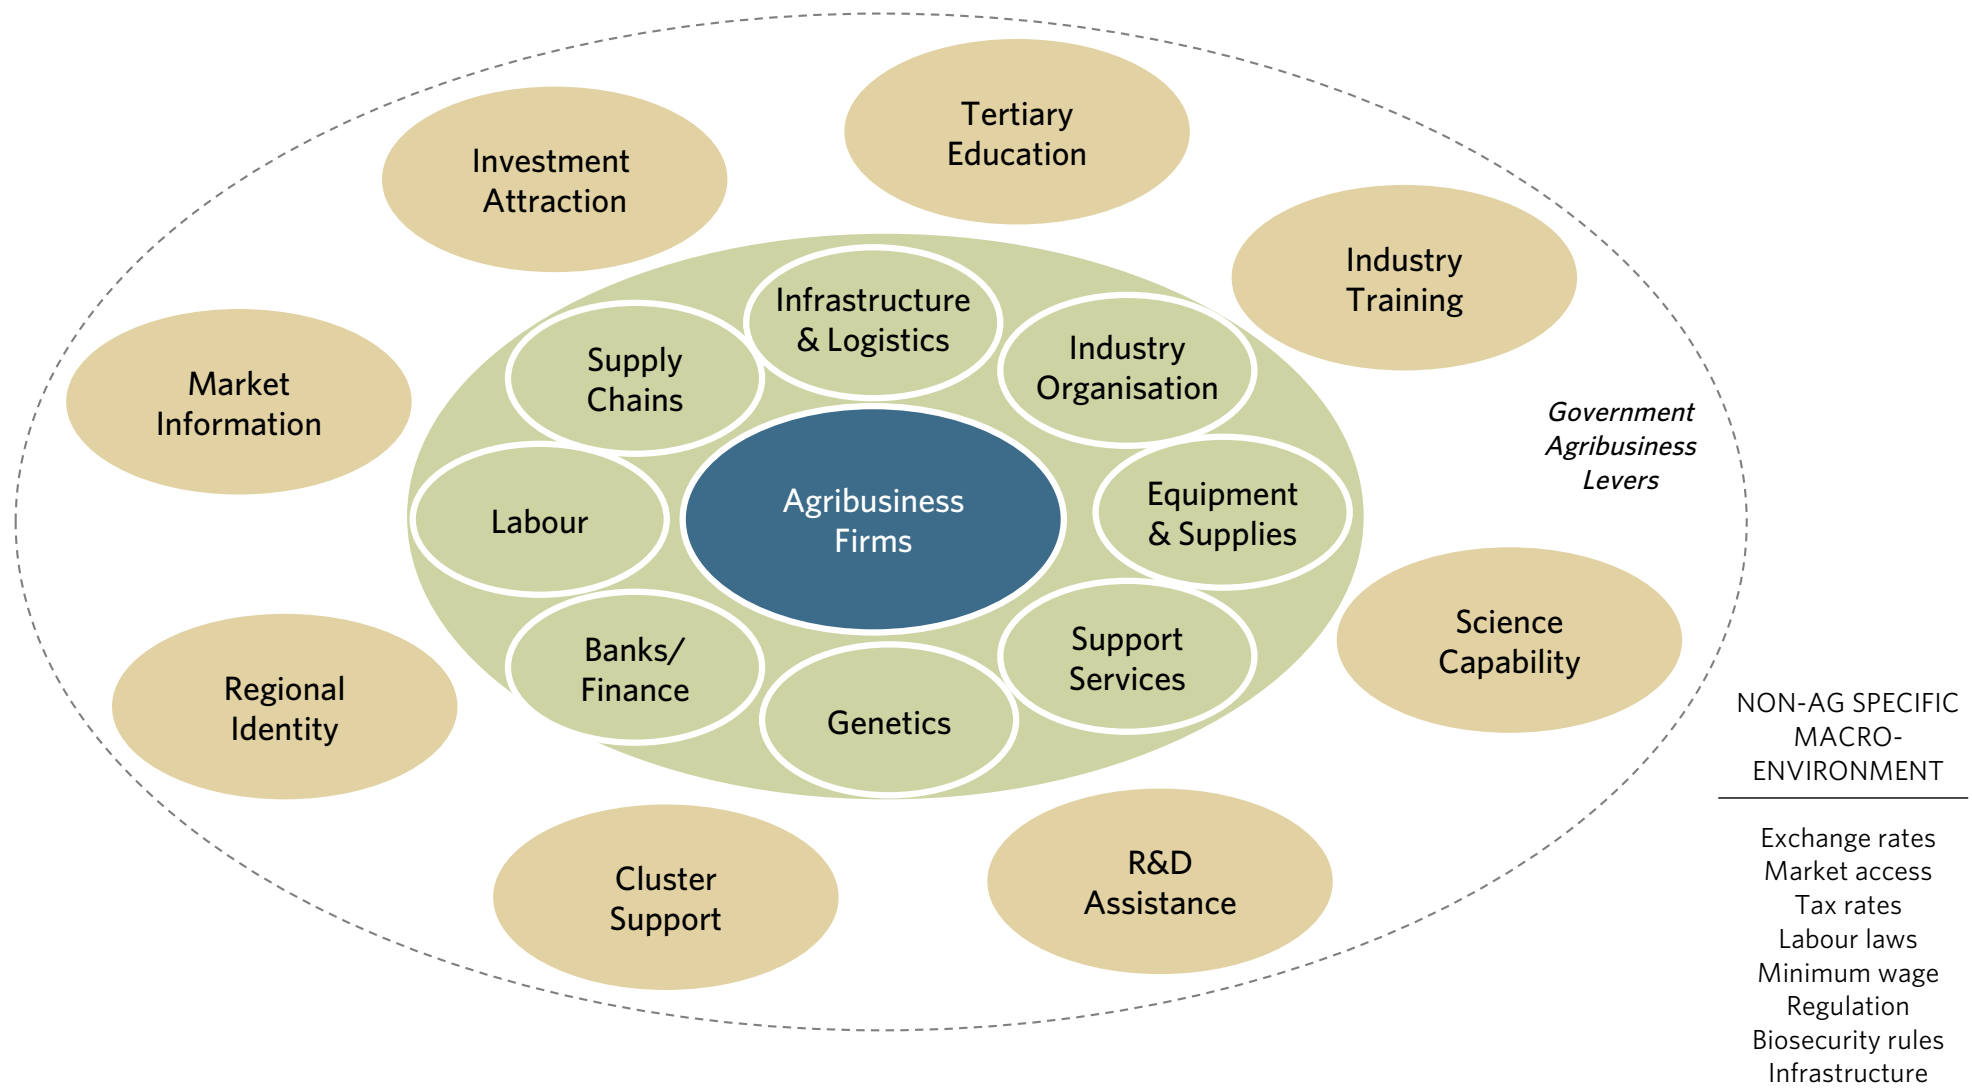 Tertiary
Education
Investment
Attraction
Industry
Training
Infrastructure
& Logistics
Supply
Chains
Industry
Organisation
Market
Information
Government
Agribusiness
Levers
Labour
Agribusiness
Firms
Equipment
& Supplies
Science
Capability
Banks/
Finance
Support
Services
Regional
Identity
Genetics
Cluster
Support
R&D
Assistance
NON-AG SPECIFIC
MACRO-
ENVIRONMENT
Exchange rates
Market access
Tax rates
Labour laws
Minimum wage
Regulation
Biosecurity rules
Infrastructure